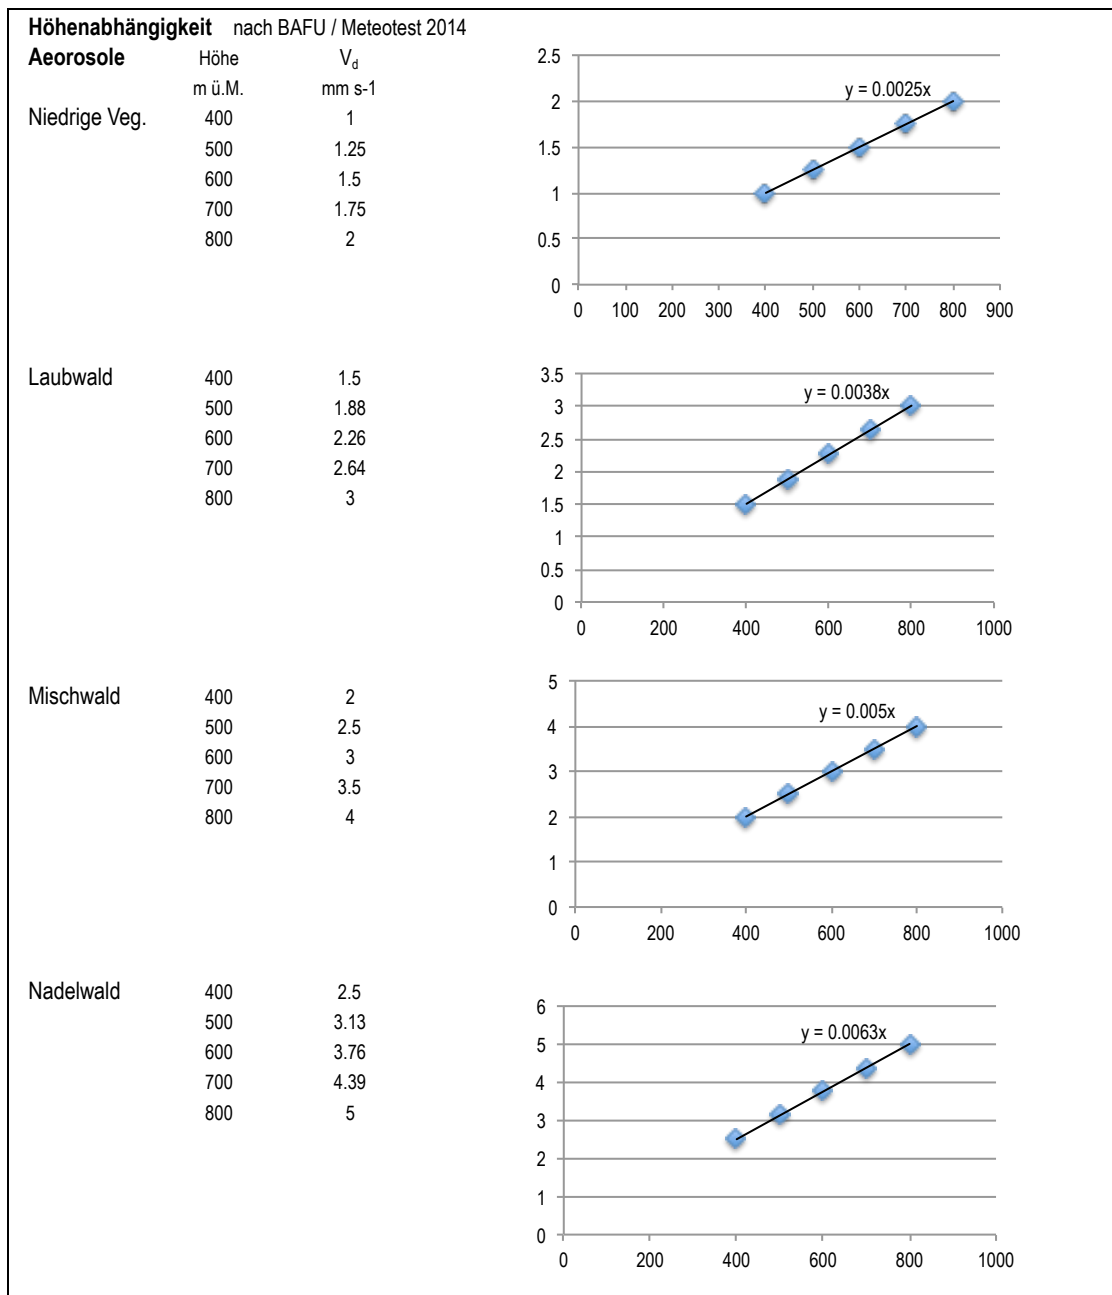 Höhenabhängigkeit nach BAFU / Meteotest 2014
Aeorosole Höhe V_d
m ü.M. mm s-1
Niedrige Veg. 400 1
500 1.25
600 1.5
700 1.75
800 2
2.5
y = 0.0025x
2
1.5
1
0.5
0
0 100 200 300 400 500 600 700 800 900
Laubwald 400 1.5
500 1.88
600 2.26
700 2.64
800 3
3.5
y = 0.0038x
3
2.5
2
1.5
1
0.5
0
0 200 400 600 800 1000
Mischwald 400 2
500 2.5
600 3
700 3.5
800 4
5
y = 0.005x
4
3
2
1
0
0 200 400 600 800 1000
Nadelwald 400 2.5
500 3.13
600 3.76
700 4.39
800 5
6
y = 0.0063x
5
4
3
2
1
0
0 200 400 600 800 1000